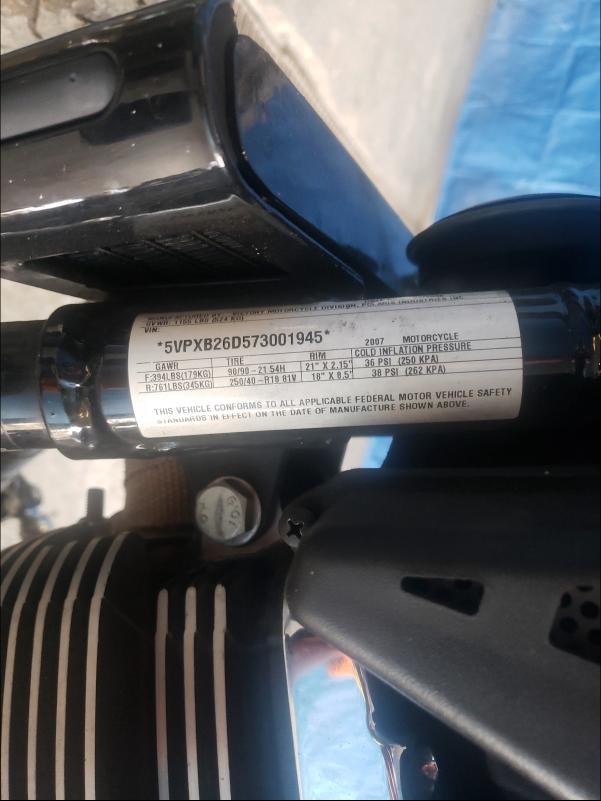 MANUFACTURED BY: VICTORY MOTORCYCLE DIVISION, POLARIS INDUSTRIES INC.
GVWR: 1155 LBS (524 KG)
VIN:
*5VPXB26D573001945* 2007 MOTORCYCLE
GAWR TIRE RIM COLD INFLATION PRESSURE
F:394LBS(179KG) 90/90-21 54H 21" X 2.15" 36 PSI (250 KPA)
R:761LBS(345KG) 250/40-R18 81V 18" X 8.5" 38 PSI (262 KPA)
THIS VEHICLE CONFORMS TO ALL APPLICABLE FEDERAL MOTOR VEHICLE SAFETY
STANDARDS IN EFFECT ON THE DATE OF MANUFACTURE SHOWN ABOVE.